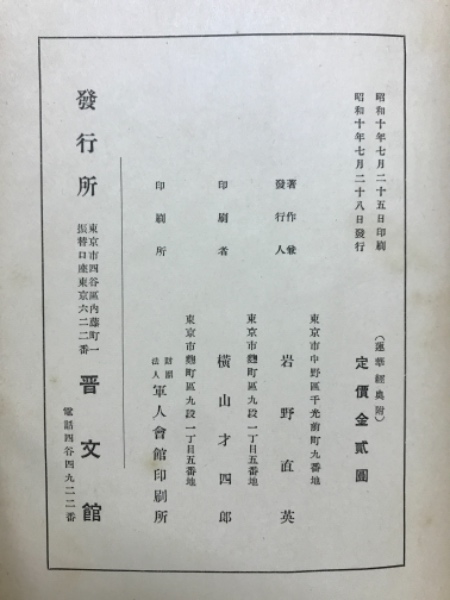 昭和十年七月二十五日印刷
昭和十年七月二十八日發行
(蓮華經典附)
定價金貳圓
東京市中野區千光前町九番地
著作兼
發行人
岩野直英
東京市麴町區九段一丁目五番地
印刷者
橫山才四郎
東京市麴町區九段一丁目五番地
印刷所
財團
法人
軍人會館印刷所
發行所
東京市四谷區內藤町一
振替口座東京六二二番
晋文館
電話四谷四九二二番